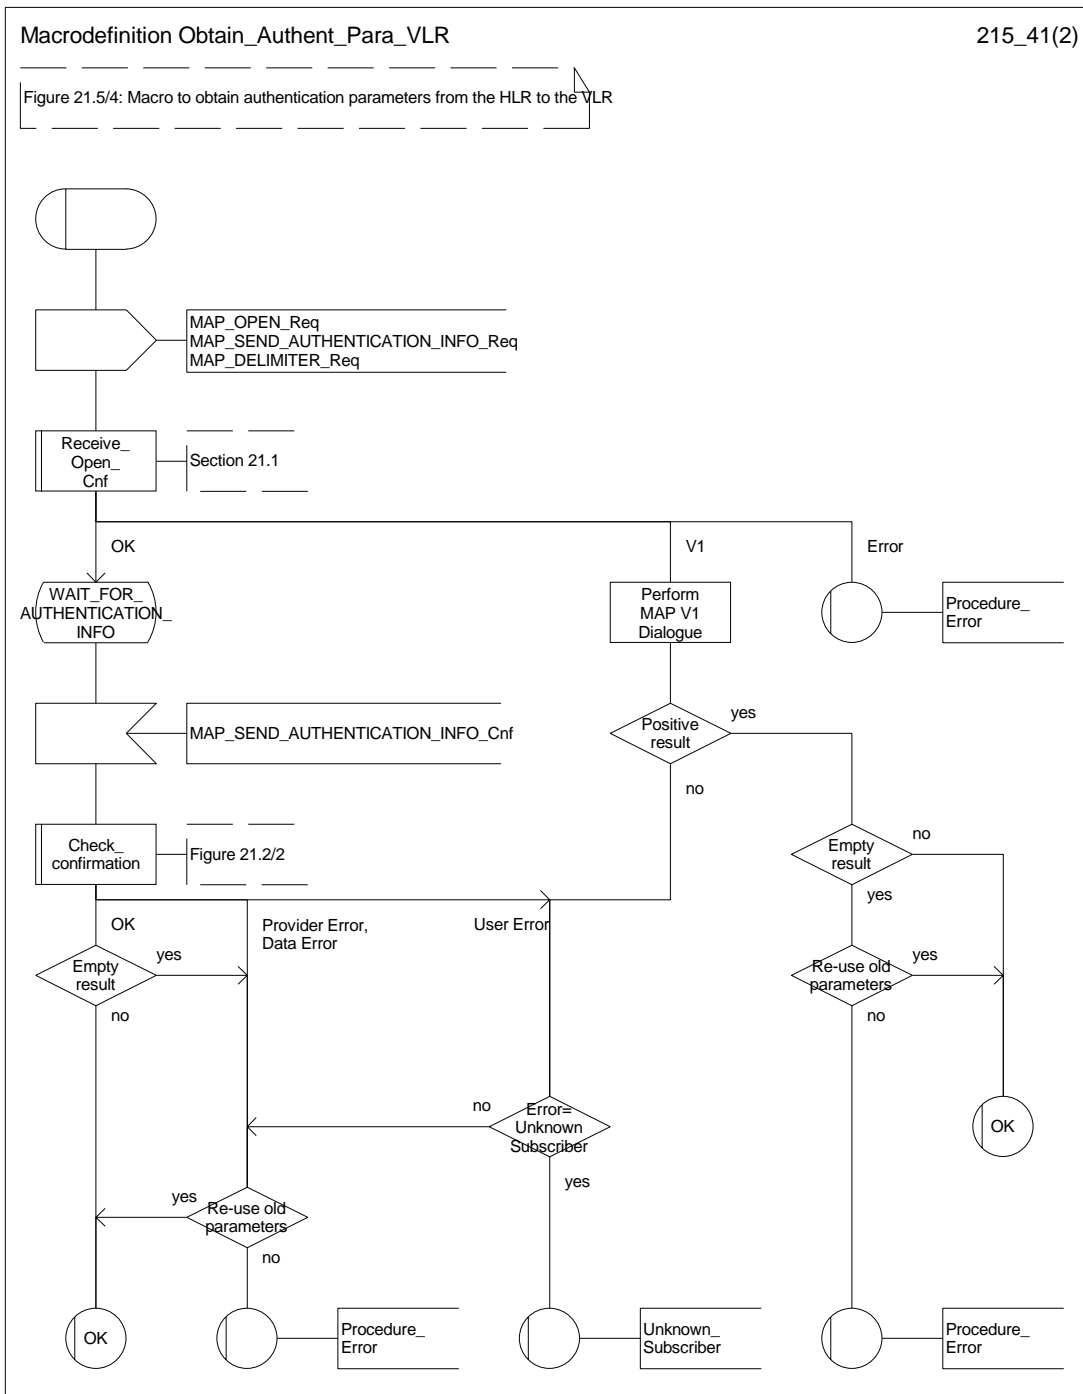 Macrodefinition Obtain_Authent_Para_VLR
215_41(2)
Figure 21.5/4: Macro to obtain authentication parameters from the HLR to the VLR
MAP_OPEN_Req
MAP_SEND_AUTHENTICATION_INFO_Req
MAP_DELIMITER_Req
Receive_
Open_
Cnf
Section 21.1
OK
V1
Error
WAIT_FOR_
AUTHENTICATION_
INFO
Perform
MAP V1
Dialogue
Procedure_
Error
MAP_SEND_AUTHENTICATION_INFO_Cnf
Positive
result
yes
no
Check_
confirmation
Figure 21.2/2
Empty
result
no
yes
OK
Provider Error,
Data Error
User Error
Empty
result
yes
no
Re-use old
parameters
yes
no
Error=
Unknown
Subscriber
no
yes
OK
Re-use old
parameters
yes
no
OK
Procedure_
Error
Unknown_
Subscriber
Procedure_
Error